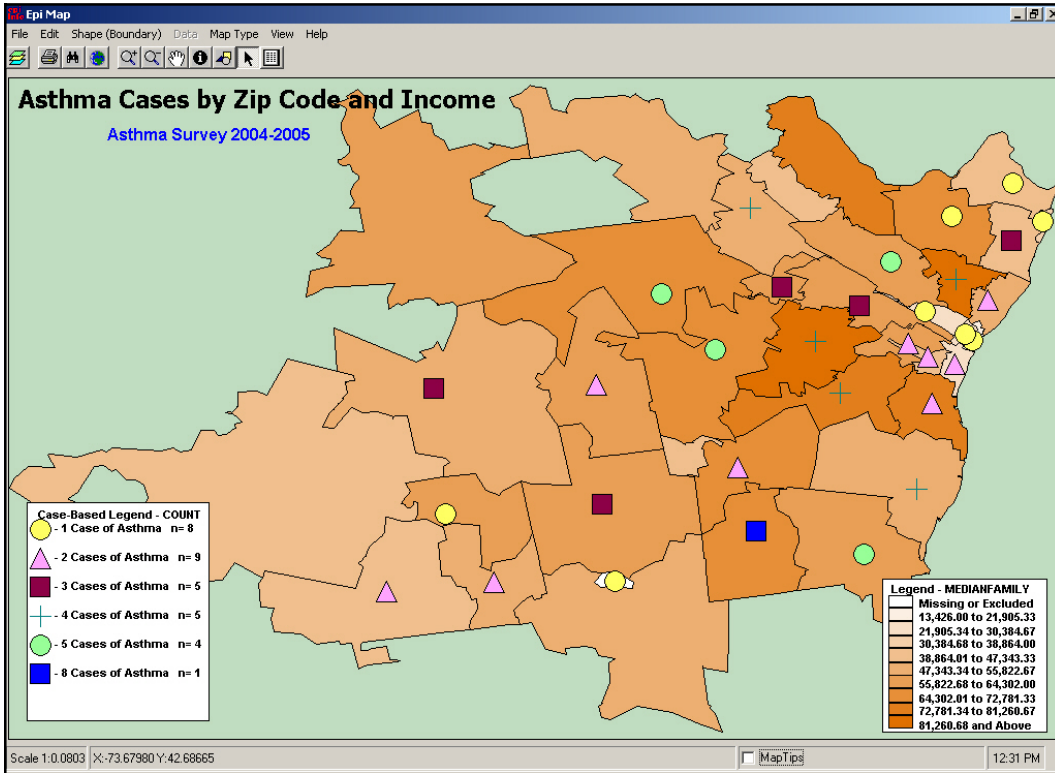 Epi Map
File Edit Shape (Boundary) Data Map Type View Help
Asthma Cases by Zip Code and Income
Asthma Survey 2004-2005
Case-Based Legend - COUNT
- 1 Case of Asthma n= 8
- 2 Cases of Asthma n= 9
- 3 Cases of Asthma n= 5
- 4 Cases of Asthma n= 5
- 5 Cases of Asthma n= 4
- 8 Cases of Asthma n= 1
Legend - MEDIANFAMILY
Missing or Excluded
13,426.00 to 21,905.33
21,905.34 to 30,384.67
30,384.68 to 38,864.00
38,864.01 to 47,343.33
47,343.34 to 55,822.67
55,822.68 to 64,302.00
64,302.01 to 72,781.33
72,781.34 to 81,260.67
81,260.68 and Above
Scale 1:0.0803 X:-73.67980 Y:42.68665 MapTips 12:31 PM